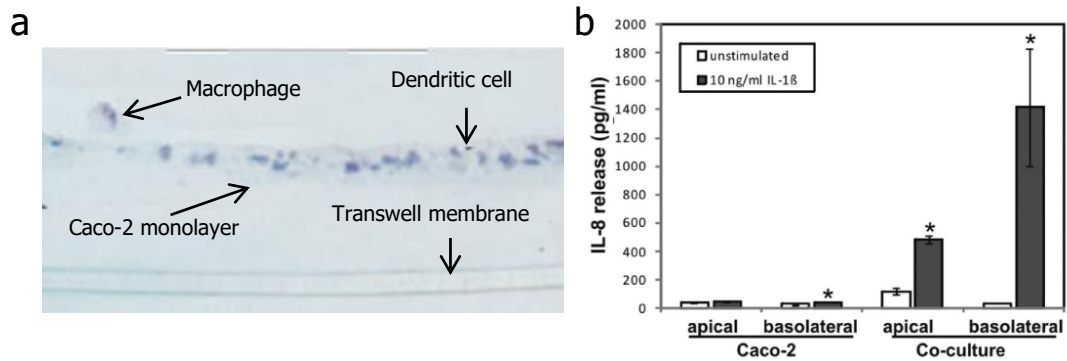 a
Macrophage
Dendritic cell
Caco-2 monolayer
Transwell membrane
b
IL-8 release (pg/ml)
2000
1800
1600
1400
1200
1000
800
600
400
200
0
unstimulated
10 ng/ml IL-1ß
*
*
*
apical
basolateral
apical
basolateral
Caco-2
Co-culture